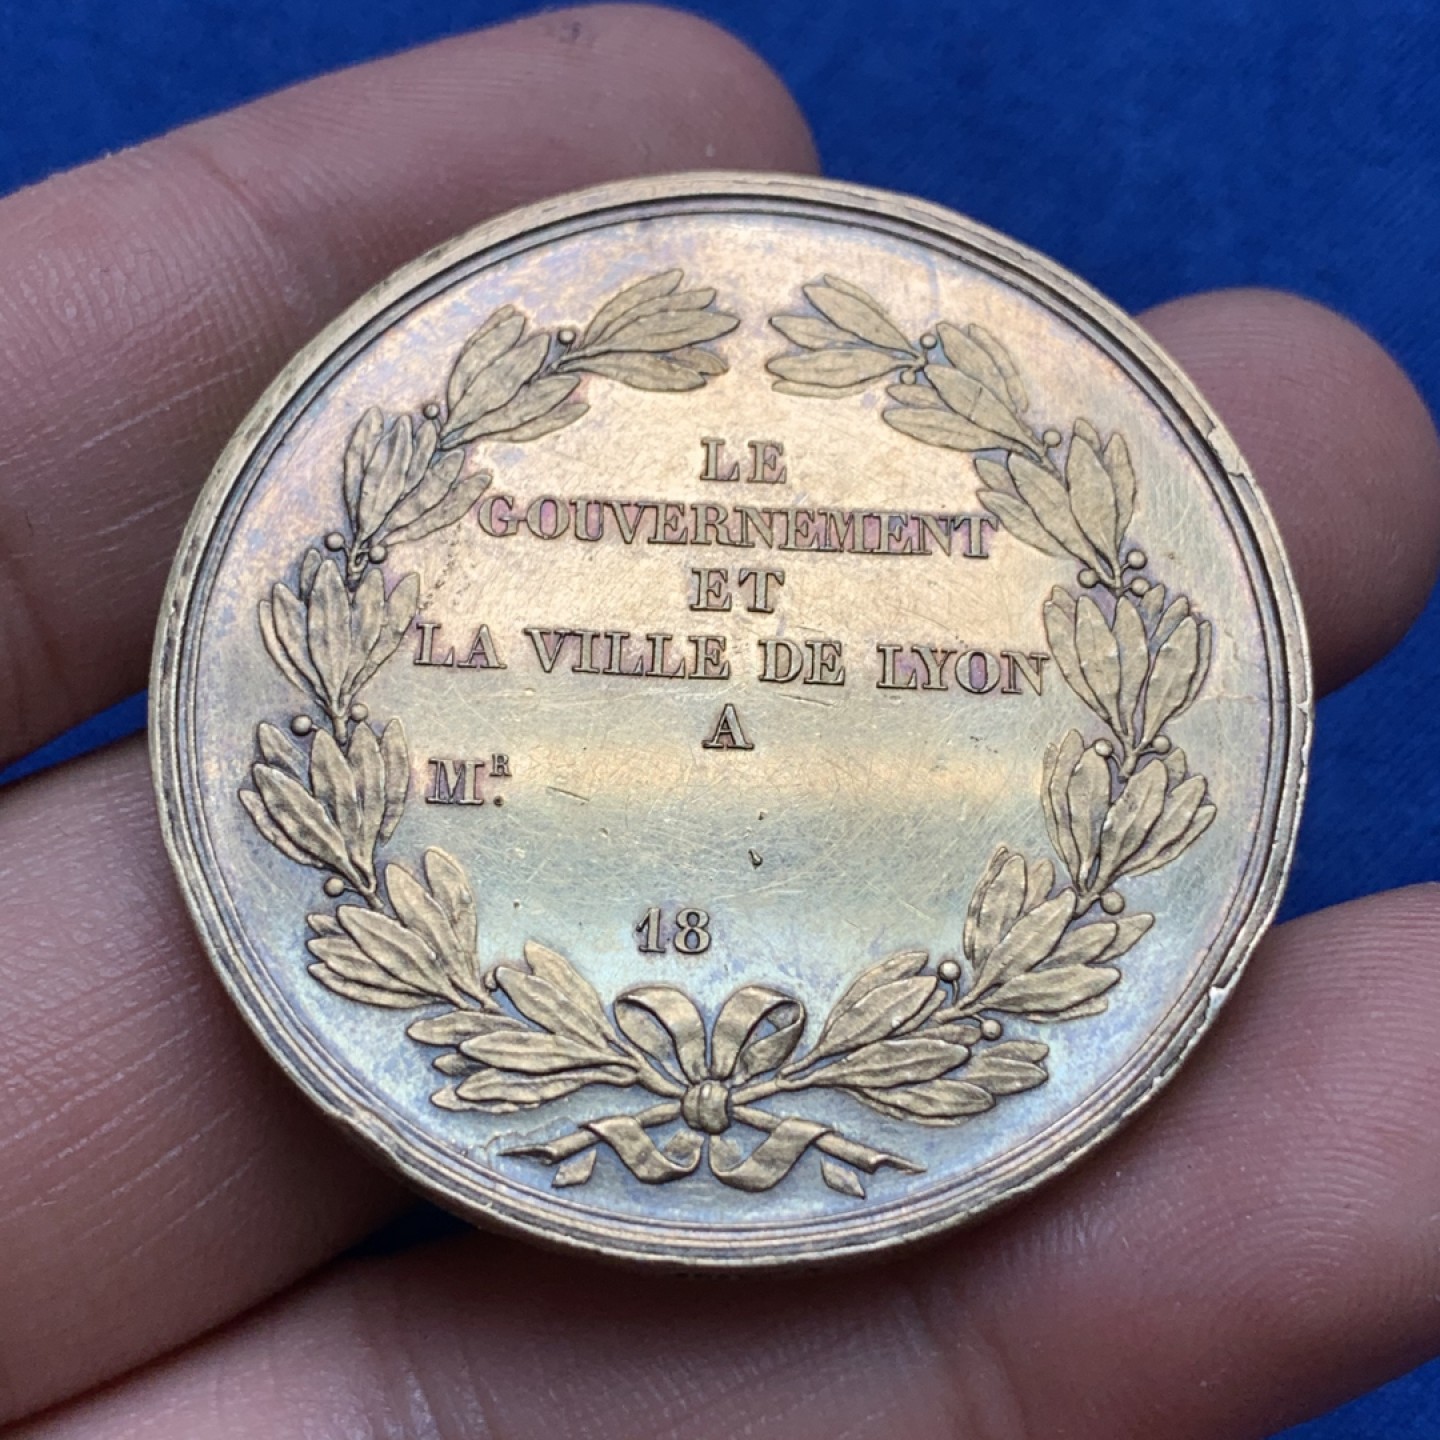 LE
GOUVERNEMENT
ET
LA VILLE DE LYON
A
MR.
18